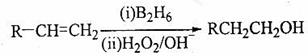 R—CH=CH₂ (i)B₂H₆ (ii)H₂O₂/OH⁻ → RCH₂CH₂OH